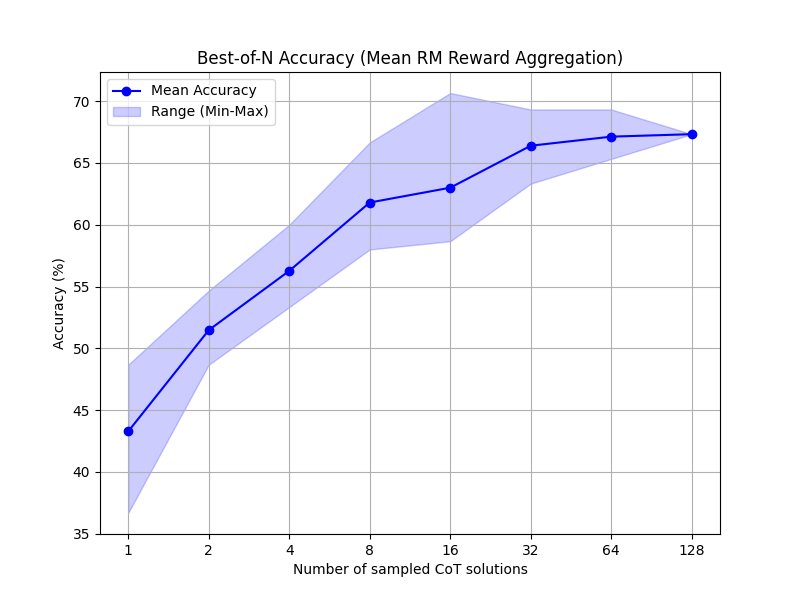 Best-of-N Accuracy (Mean RM Reward Aggregation)
Mean Accuracy
Range (Min-Max)
Accuracy (%)
70
65
60
55
50
45
40
35
1 2 4 8 16 32 64 128
Number of sampled CoT solutions